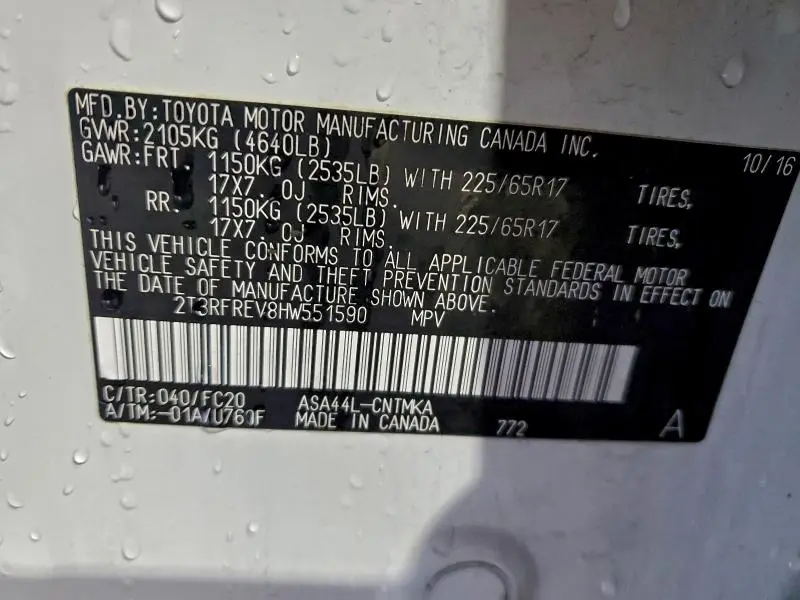 MFD.BY:TOYOTA MOTOR MANUFACTURING CANADA INC. 10/16
GVWR:2105KG (4640LB)
GAWR:FRT 1150KG (2535LB) WITH 225/65R17 TIRES,
17X7.0J RIMS.
RR. 1150KG (2535LB) WITH 225/65R17 TIRES,
17X7.0J RIMS.
THIS VEHICLE CONFORMS TO ALL APPLICABLE FEDERAL MOTOR
VEHICLE SAFETY AND THEFT PREVENTION STANDARDS IN EFFECT ON
THE DATE OF MANUFACTURE SHOWN ABOVE.
2T3RFREV8HW551590 MPV
C/TR:040/FC20 ASA44L-CNTMKA
A/TM:-01A/U760F MADE IN CANADA 772 A